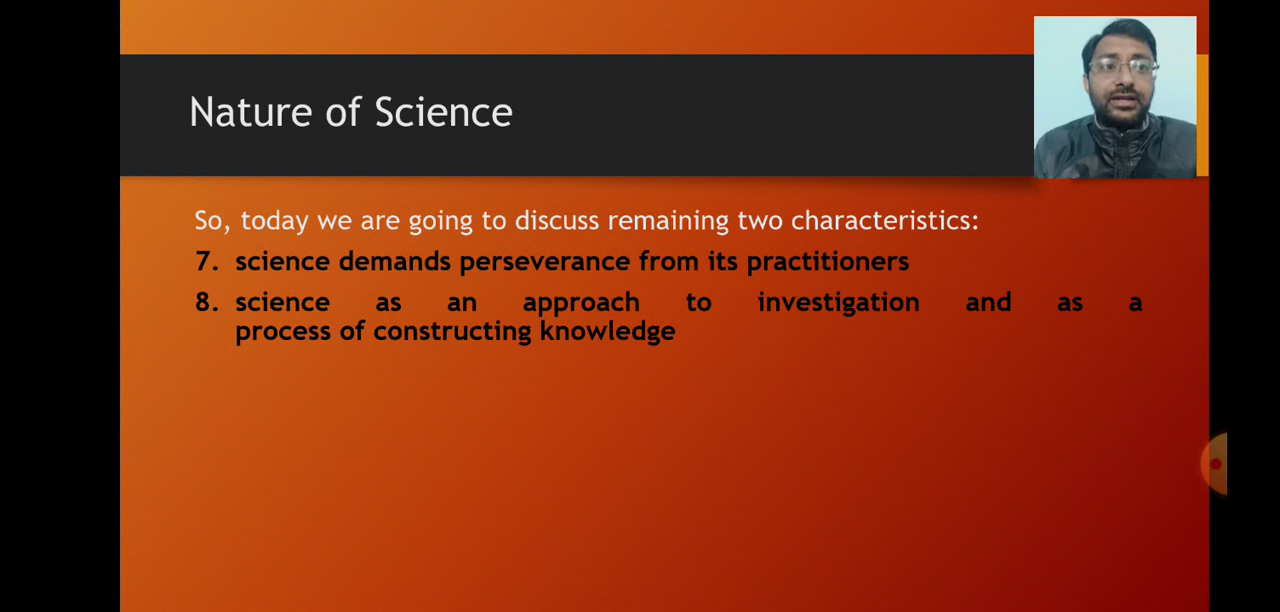 Nature of Science
So, today we are going to discuss remaining two characteristics:
7. science demands perseverance from its practitioners
8. science as an approach to investigation and as a
process of constructing knowledge